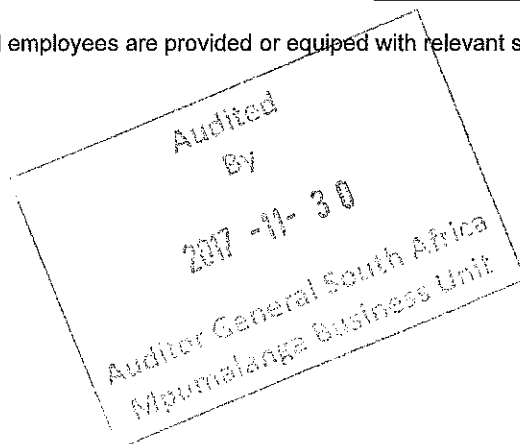 employees are provided or equiped with relevant s
Audited
By
2017 -11- 30
Auditor General South Africa
Mpumalanga Business Unit